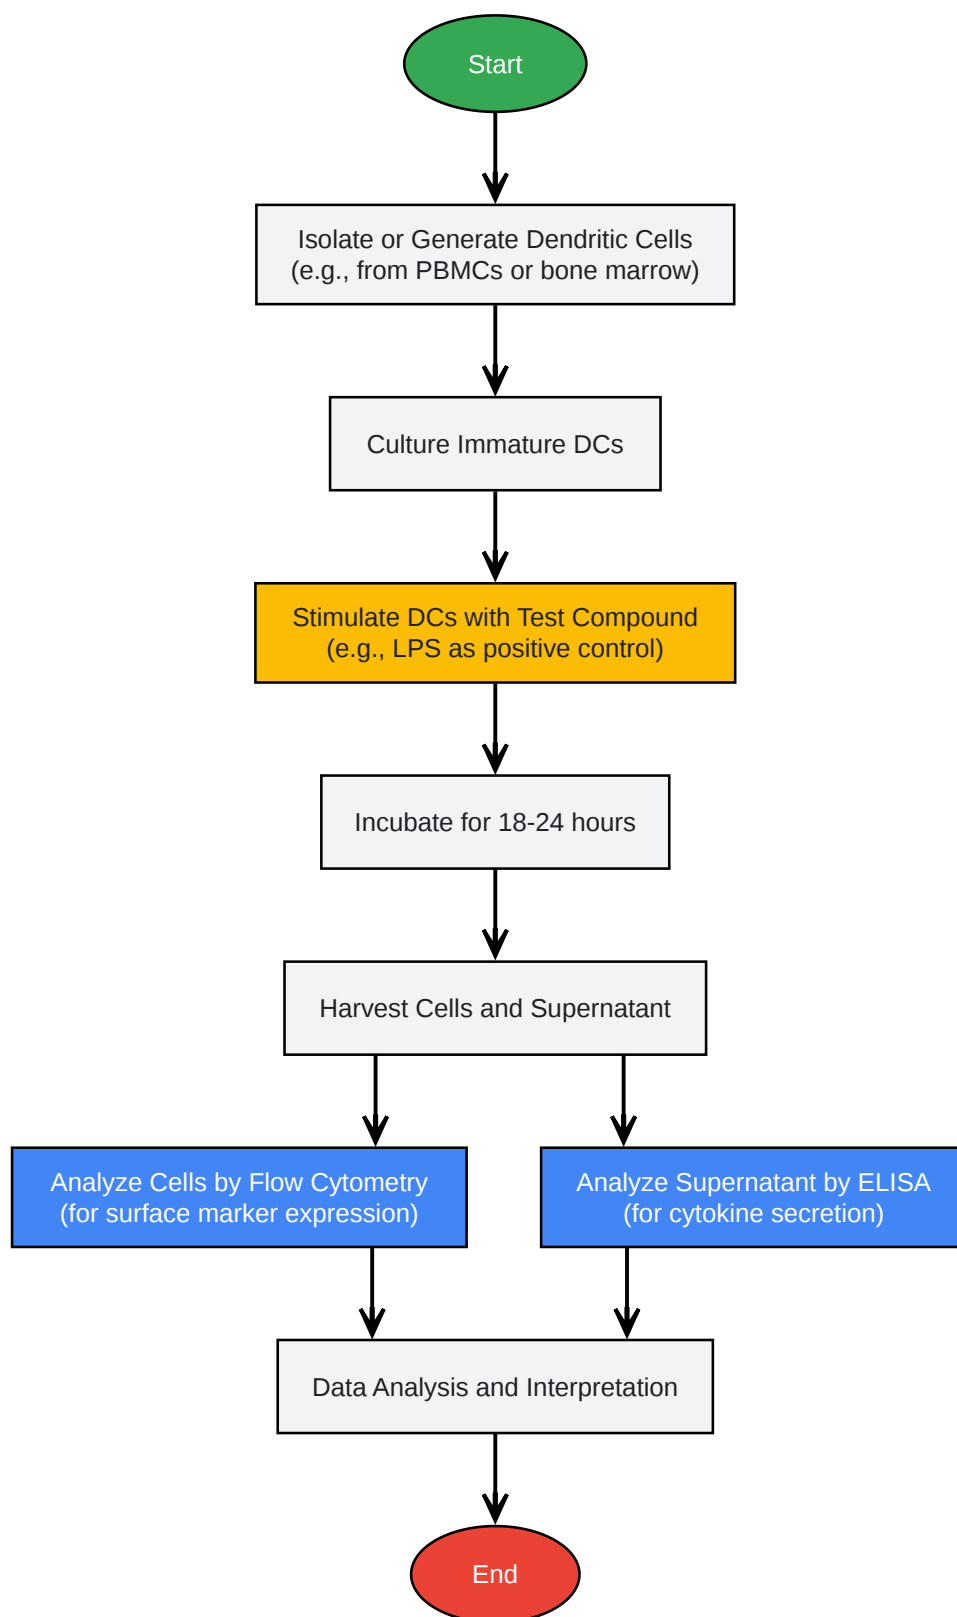 Start
Isolate or Generate Dendritic Cells
(e.g., from PBMCs or bone marrow)
Culture Immature DCs
Stimulate DCs with Test Compound
(e.g., LPS as positive control)
Incubate for 18-24 hours
Harvest Cells and Supernatant
Analyze Cells by Flow Cytometry
(for surface marker expression)
Analyze Supernatant by ELISA
(for cytokine secretion)
Data Analysis and Interpretation
End